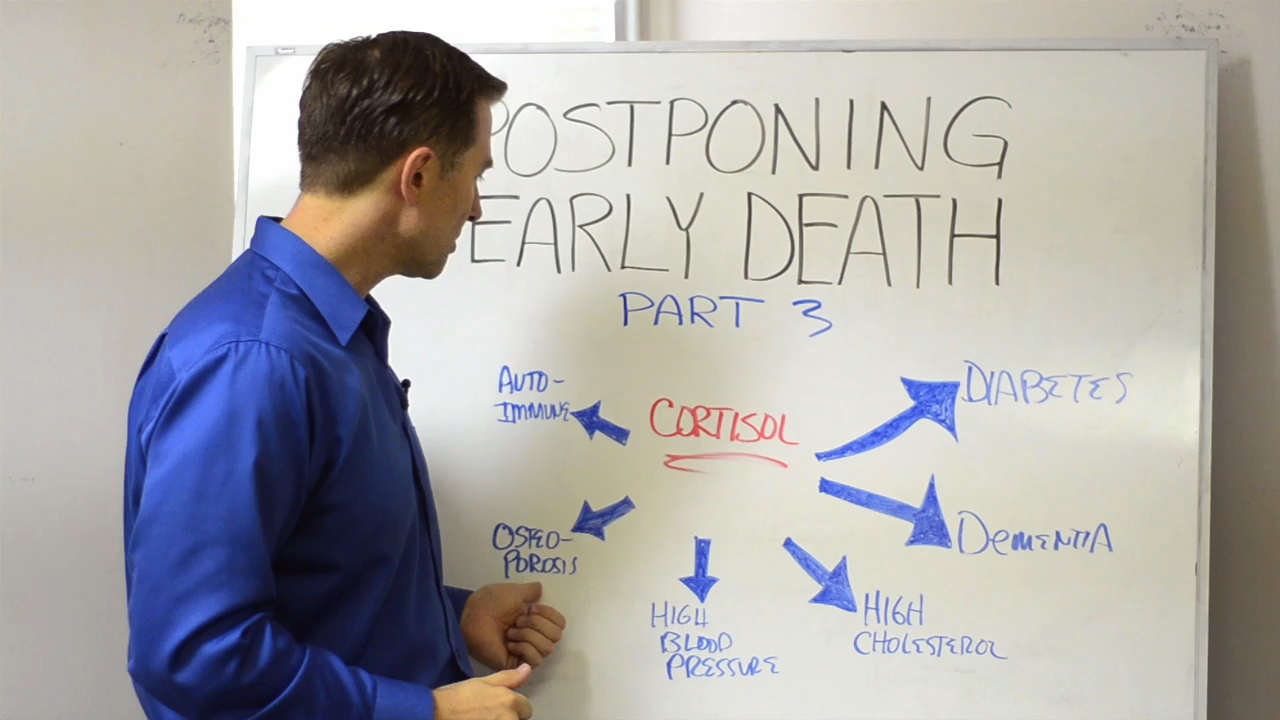 POSTPONING
EARLY DEATH
PART 3
AUTO-
IMMUNE
CORTISOL
DIABETES
OSTEO-
POROSIS
DEMENTIA
HIGH
BLOOD
PRESSURE
HIGH
CHOLESTEROL